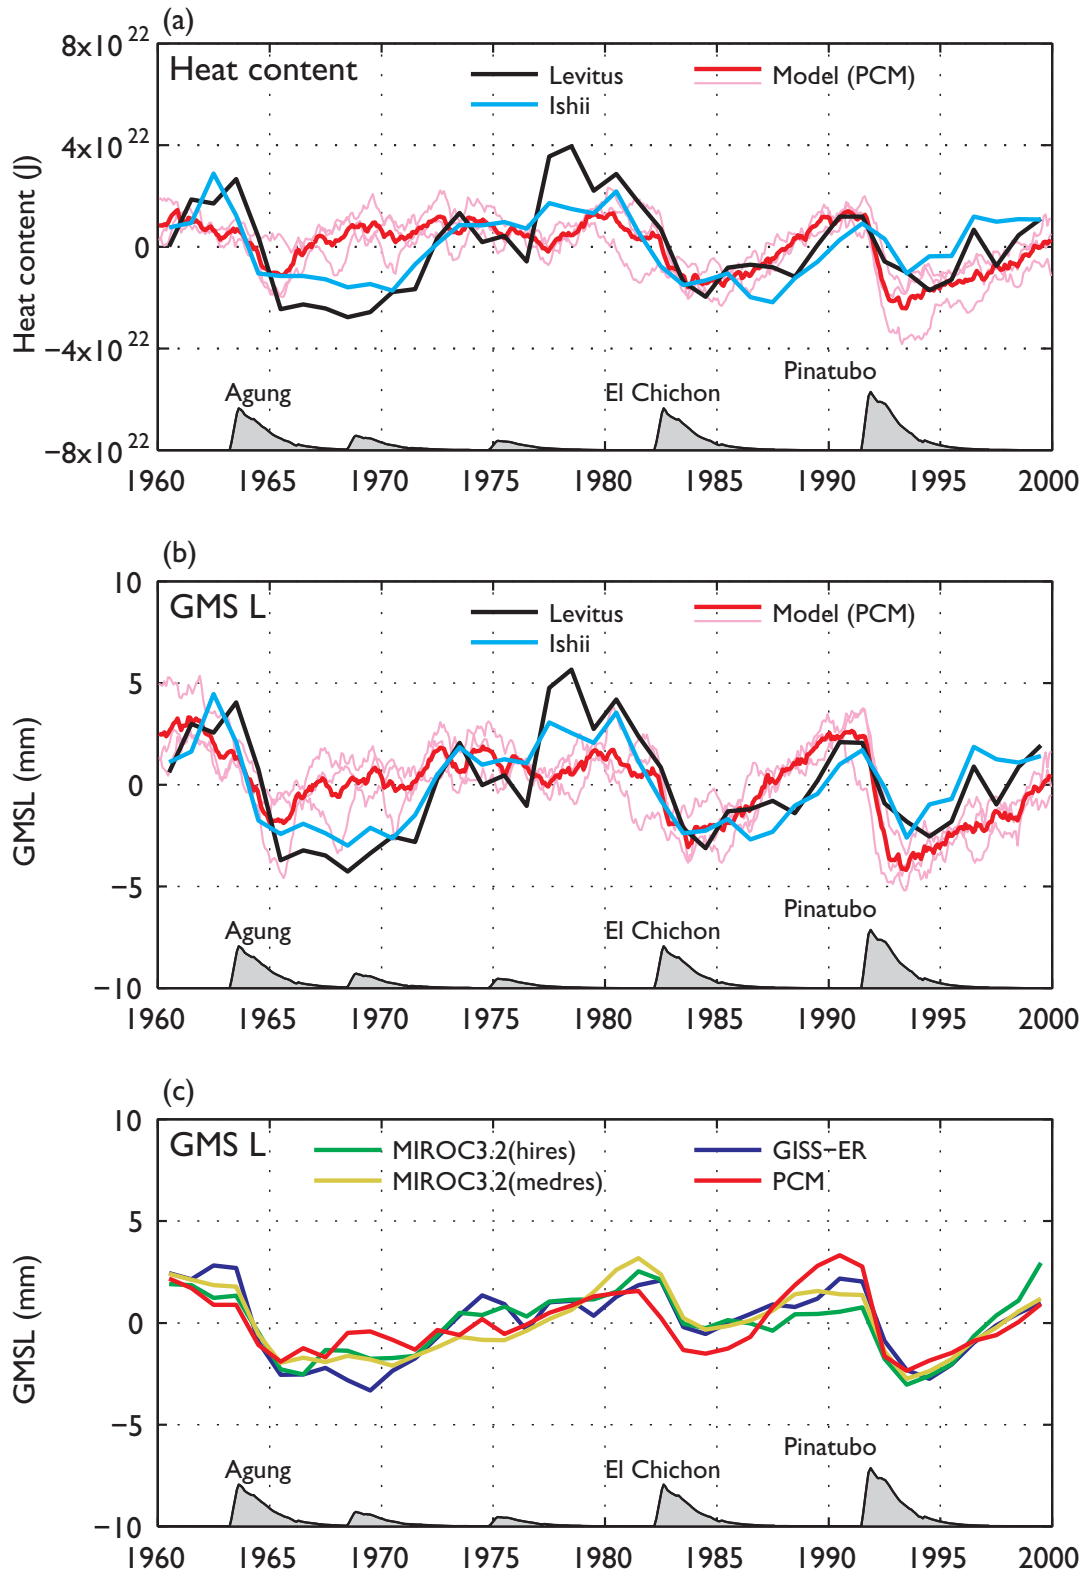 (a)
8x10 22
Heat content
Levitus
Model (PCM)
Ishii
4x10 22
Heat content (J)
0
−4x10 22
Pinatubo
Agung
El Chichon
−8x10 22
1960 1965 1970 1975 1980 1985 1990 1995 2000
(b)
10
GMS L
Levitus
Model (PCM)
Ishii
5
GMSL (mm)
0
−5
Pinatubo
Agung
El Chichon
−10
1960 1965 1970 1975 1980 1985 1990 1995 2000
(c)
10
GMS L
MIROC3.2(hires)
GISS−ER
MIROC3.2(medres)
PCM
5
GMSL (mm)
0
−5
Pinatubo
Agung
El Chichon
−10
1960 1965 1970 1975 1980 1985 1990 1995 2000